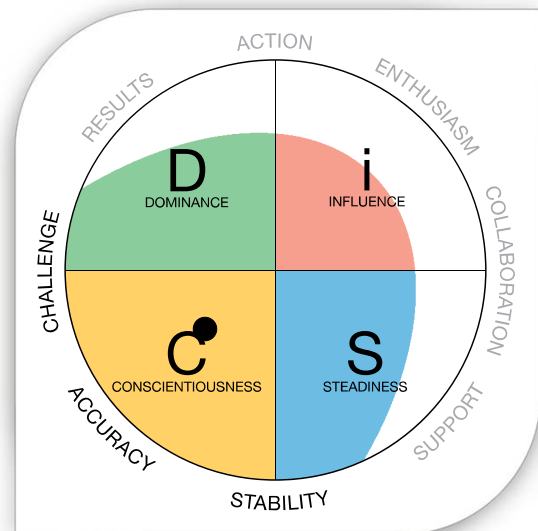 ACTION
RESULTS
ENTHUSIASM
D
DOMINANCE
i
INFLUENCE
CHALLENGE
COLLABORATION
C
CONSCIENTIOUSNESS
S
STEADINESS
ACCURACY
SUPPORT
STABILITY